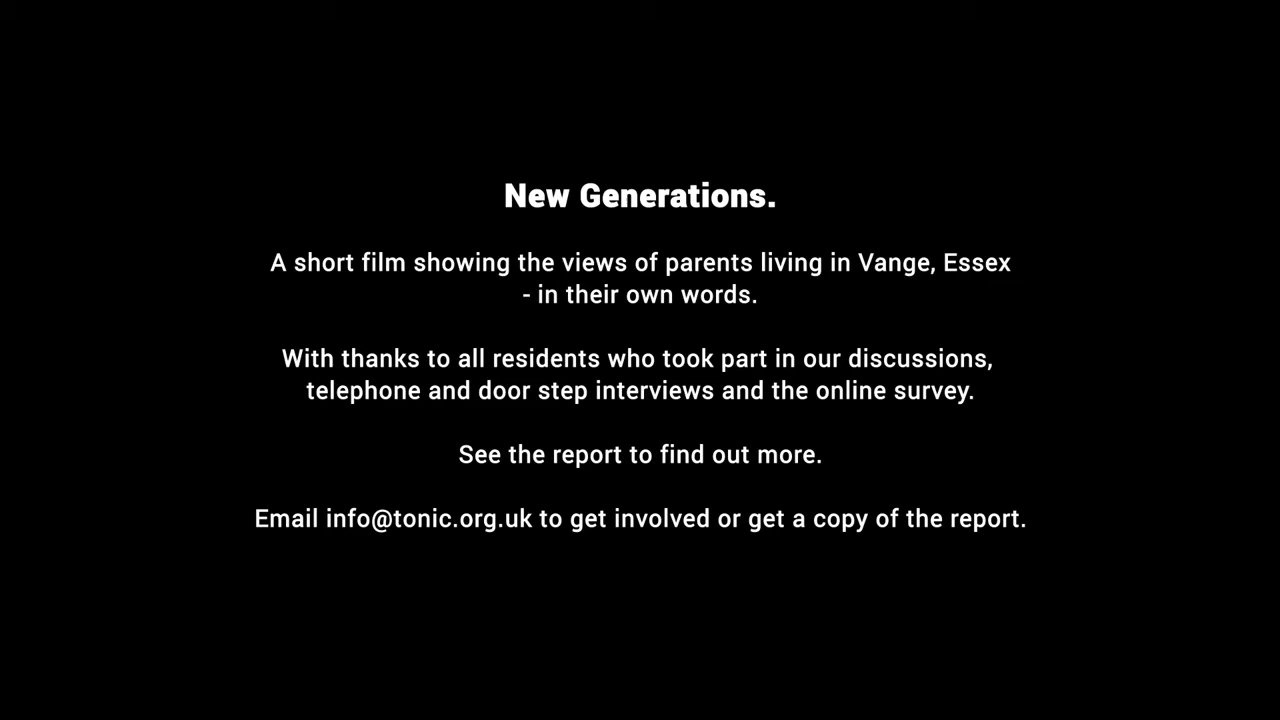 New Generations.
A short film showing the views of parents living in Vange, Essex
- in their own words.
With thanks to all residents who took part in our discussions,
telephone and door step interviews and the online survey.
See the report to find out more.
Email info@tonic.org.uk to get involved or get a copy of the report.